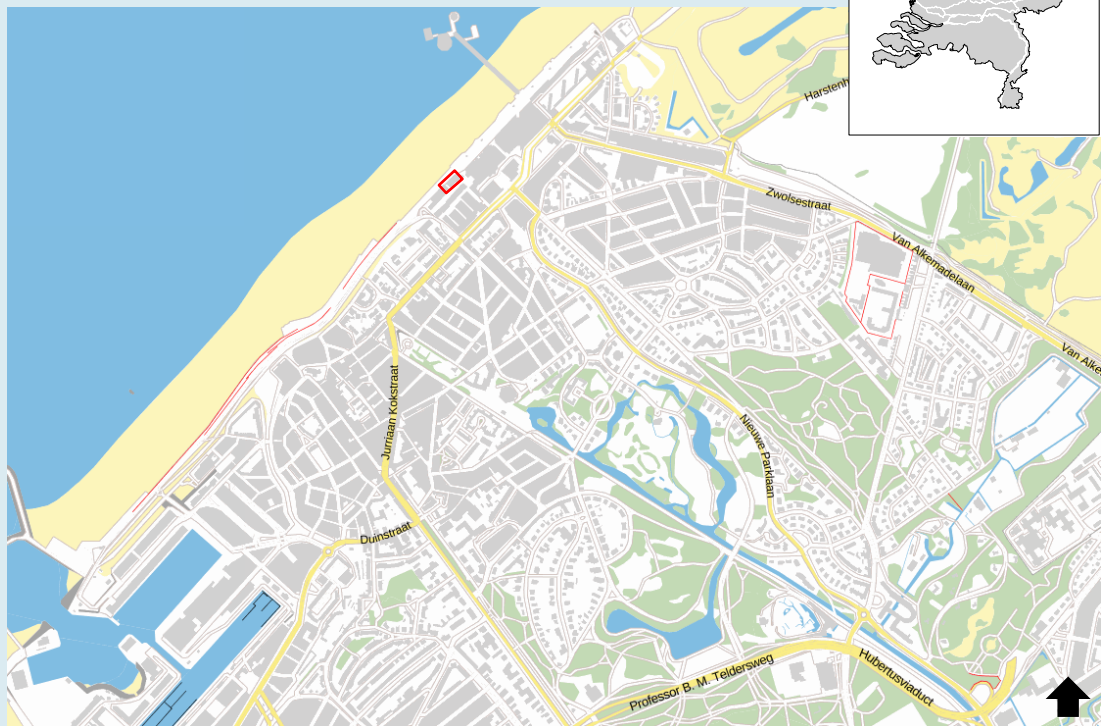 Harstenh
Zwolsestraat
Van Alkemadelaan
Van Alke
Jurriaan Kokstraat
Nieuwe Parklaan
Duinstraat
Professor B. M. Teldersweg
Hubertusviaduct